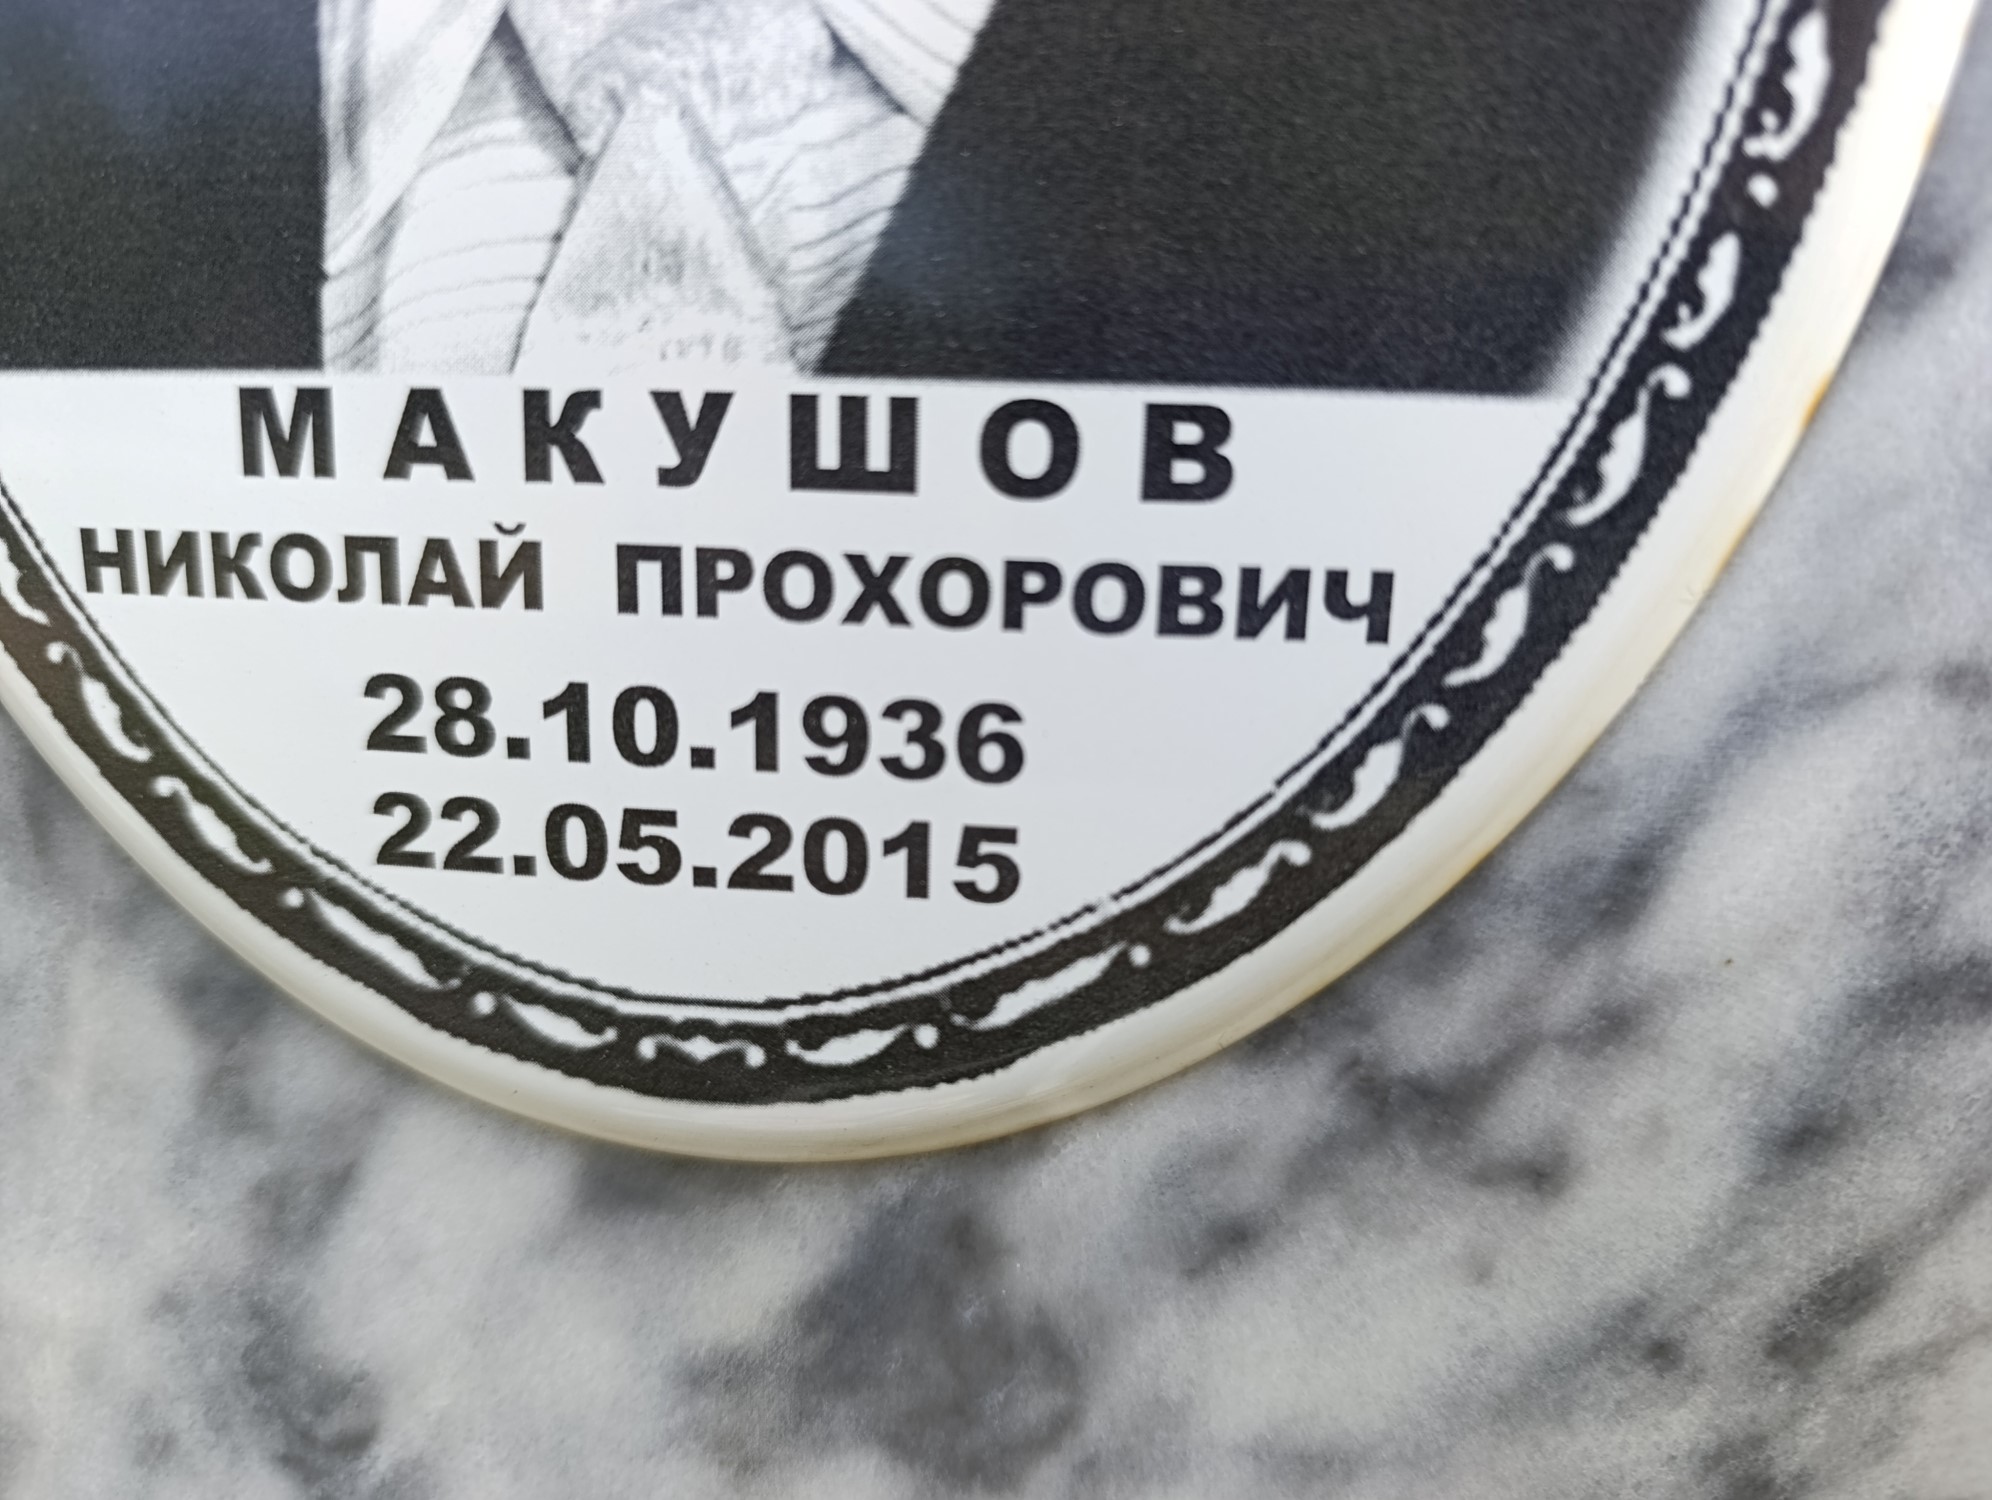 МАКУШОВ
НИКОЛАЙ ПРОХОРОВИЧ
28.10.1936
22.05.2015